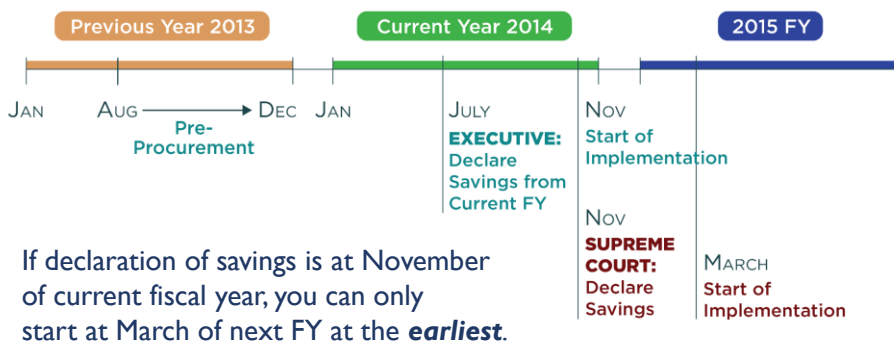 Previous Year 2013
Current Year 2014
2015 FY
JAN
AUG
DEC
JAN
JULY
NOV
Pre-
Procurement
EXECUTIVE:
Declare
Savings from
Current FY
Start of
Implementation
NOV
SUPREME
COURT:
Declare
Savings
MARCH
Start of
Implementation
If declaration of savings is at November
of current fiscal year, you can only
start at March of next FY at the earliest.